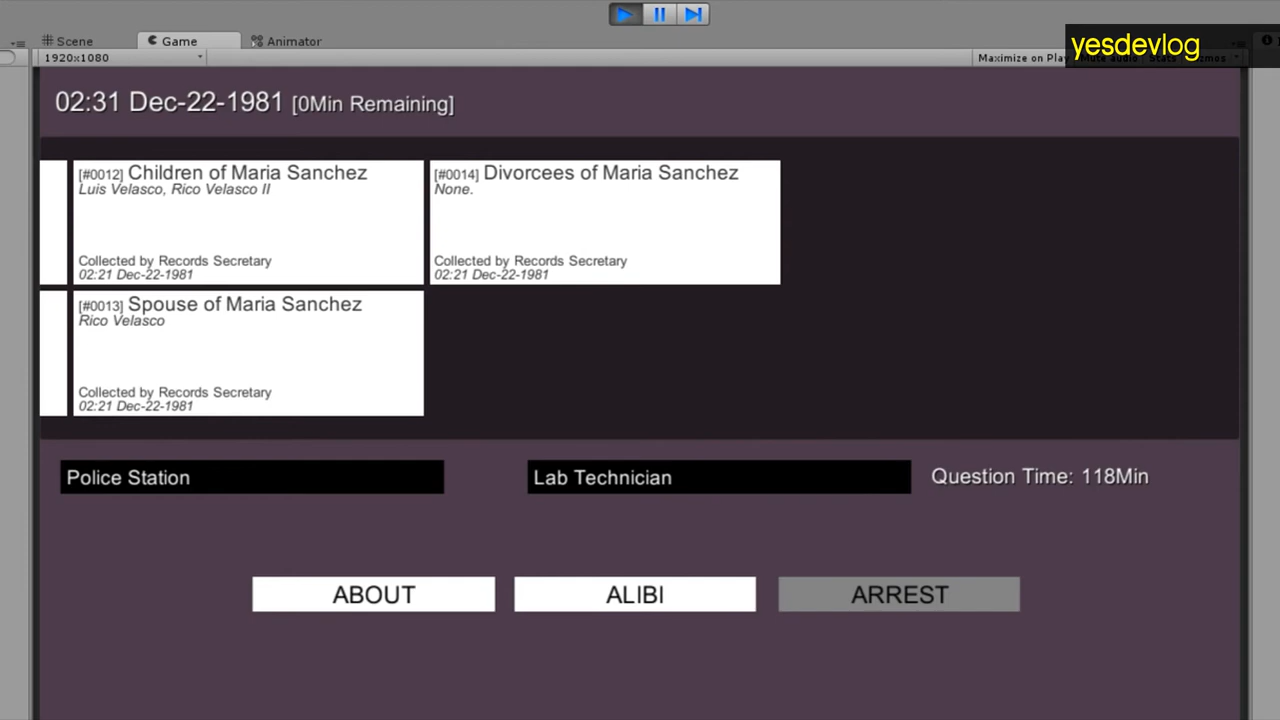 Scene
Game
Animator
yesdevlog
1920x1080
Maximize on Play
Mute audio
Stats
02:31 Dec-22-1981 [0Min Remaining]
[#0012] Children of Maria Sanchez
Luis Velasco, Rico Velasco II
Collected by Records Secretary
02:21 Dec-22-1981
[#0014] Divorcees of Maria Sanchez
None.
Collected by Records Secretary
02:21 Dec-22-1981
[#0013] Spouse of Maria Sanchez
Rico Velasco
Collected by Records Secretary
02:21 Dec-22-1981
Police Station
Lab Technician
Question Time: 118Min
ABOUT
ALIBI
ARREST